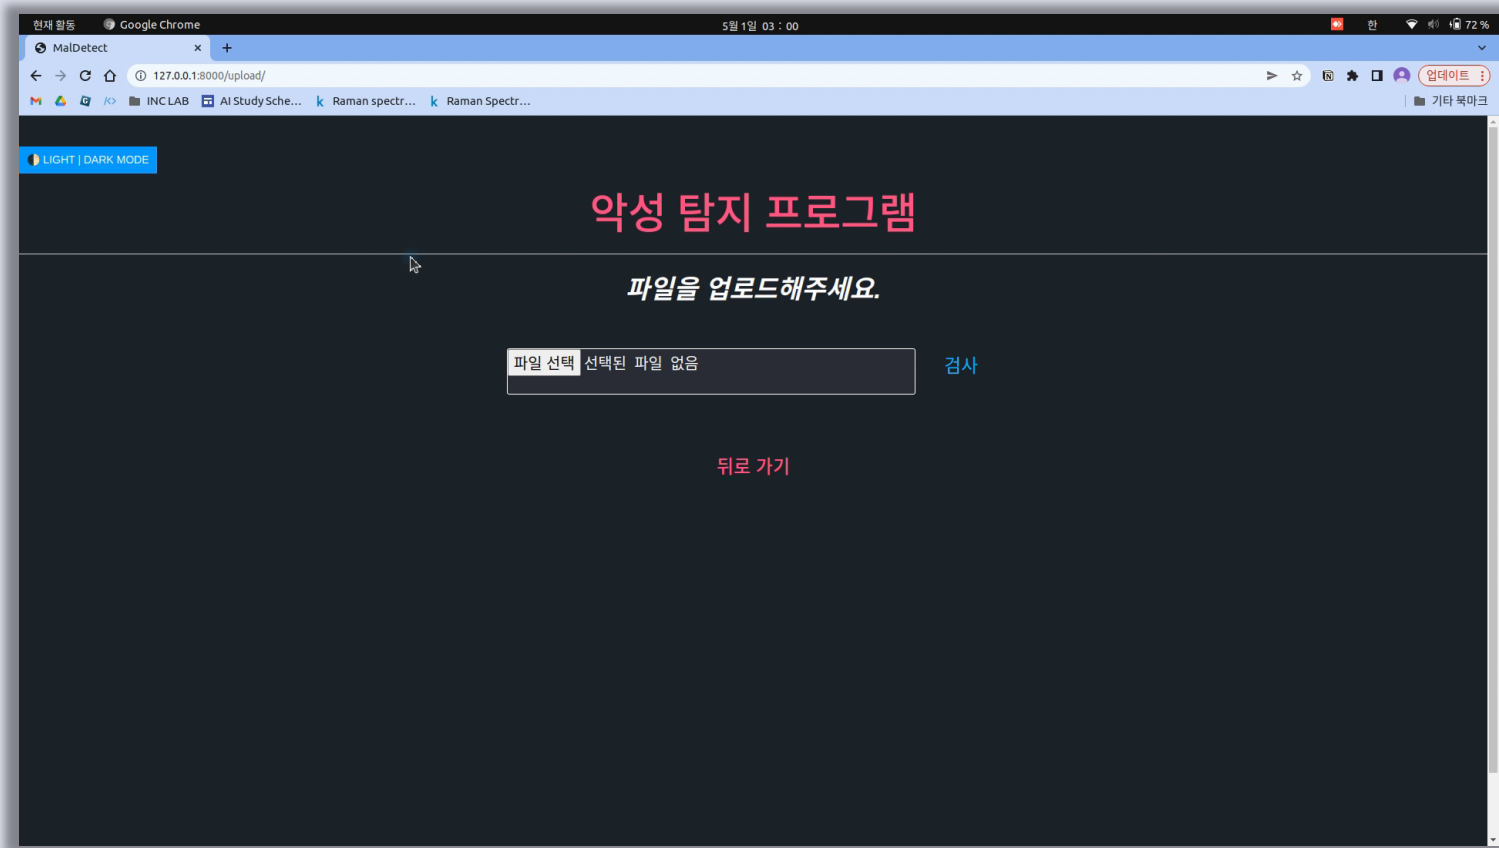 현재 활동 Google Chrome 5월 1일 03 : 00 한 72 %
MalDetect
127.0.0.1:8000/upload/ 업데이트
INC LAB AI Study Sche... Raman spectr... Raman Spectr... 기타 북마크
LIGHT | DARK MODE
악성 탐지 프로그램
파일을 업로드해주세요.
파일 선택 선택된 파일 없음 검사
뒤로 가기